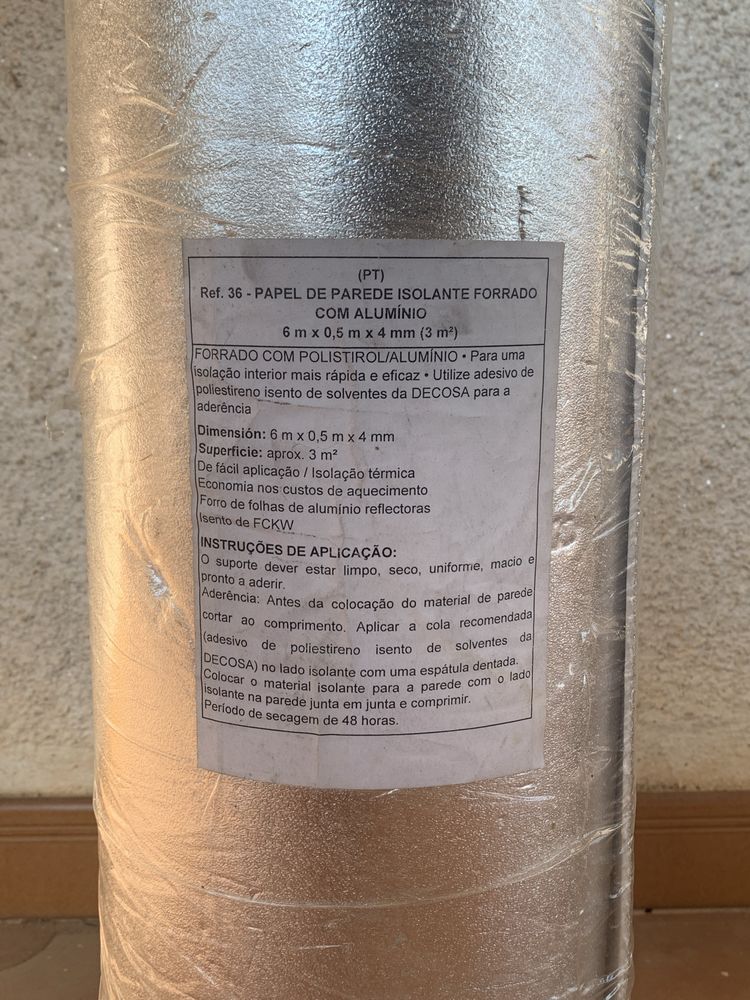 (PT)
Ref. 36 - PAPEL DE PAREDE ISOLANTE FORRADO
COM ALUMÍNIO
6 m x 0,5 m x 4 mm (3 m²)
FORRADO COM POLISTIROL/ALUMÍNIO • Para uma
isolação interior mais rápida e eficaz • Utilize adesivo de
poliestireno isento de solventes da DECOSA para a
aderência
Dimensión: 6 m x 0,5 m x 4 mm
Superficie: aprox. 3 m²
De fácil aplicação / Isolação térmica
Economia nos custos de aquecimento
Forro de folhas de alumínio reflectoras
Isento de FCKW
INSTRUÇÕES DE APLICAÇÃO:
O suporte dever estar limpo, seco, uniforme, macio e
pronto a aderir.
Aderência: Antes da colocação do material de parede
cortar ao comprimento. Aplicar a cola recomendada
(adesivo de poliestireno isento de solventes da
DECOSA) no lado isolante com uma espátula dentada.
Colocar o material isolante para a parede com o lado
isolante na parede junta em junta e comprimir.
Período de secagem de 48 horas.